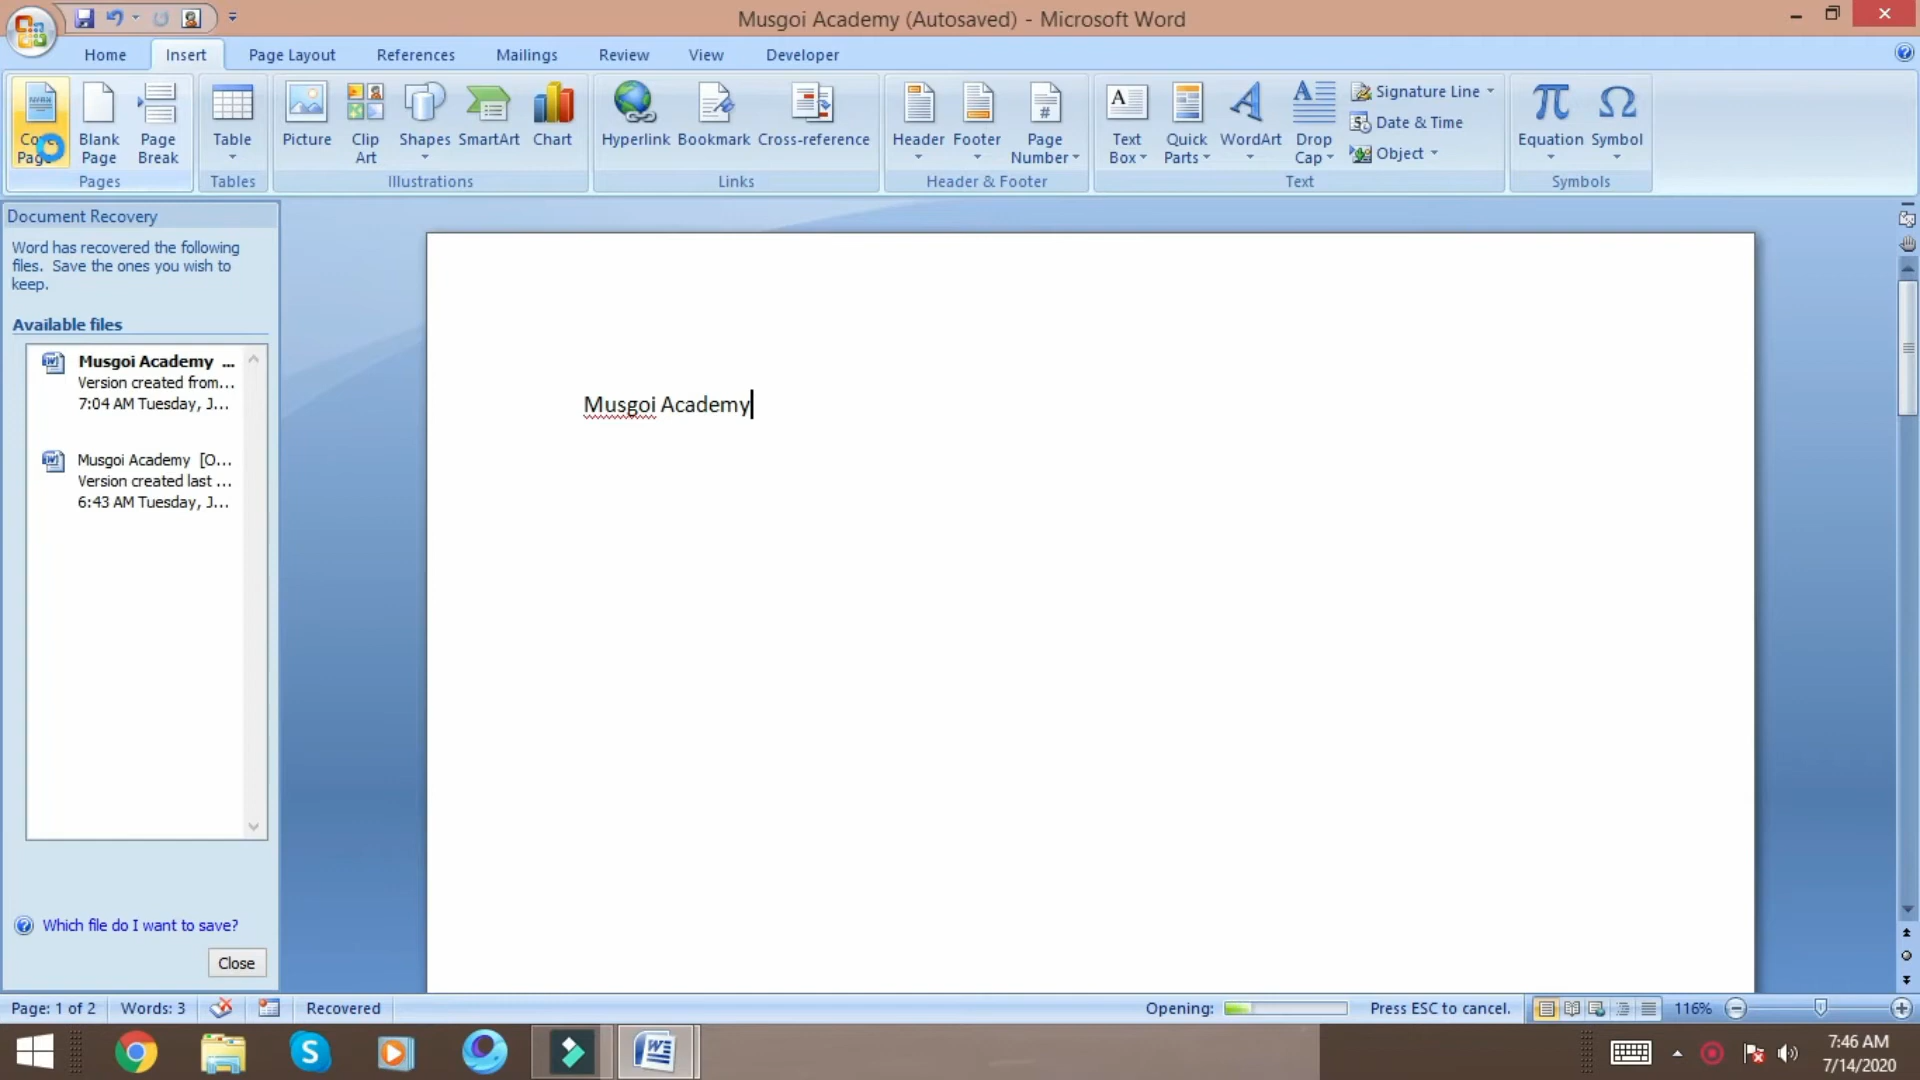 Musgoi Academy (Autosaved) - Microsoft Word
Home Insert Page Layout References Mailings Review View Developer
Cover Page
Blank Page
Page Break
Pages
Table
Tables
Picture
Clip Art
Shapes
SmartArt
Chart
Illustrations
Hyperlink
Bookmark
Cross-reference
Links
Header
Footer
Page Number
Header & Footer
Text Box
Quick Parts
WordArt
Drop Cap
Signature Line
Date & Time
Object
Text
Equation
Symbol
Symbols
Document Recovery
Word has recovered the following
files. Save the ones you wish to
keep.
Available files
Musgoi Academy ...
Version created from...
7:04 AM Tuesday, J...
Musgoi Academy [O...
Version created last ...
6:43 AM Tuesday, J...
Which file do I want to save?
Close
Musgoi Academy
Page: 1 of 2 Words: 3 Recovered Opening: Press ESC to cancel. 116%
7:46 AM
7/14/2020